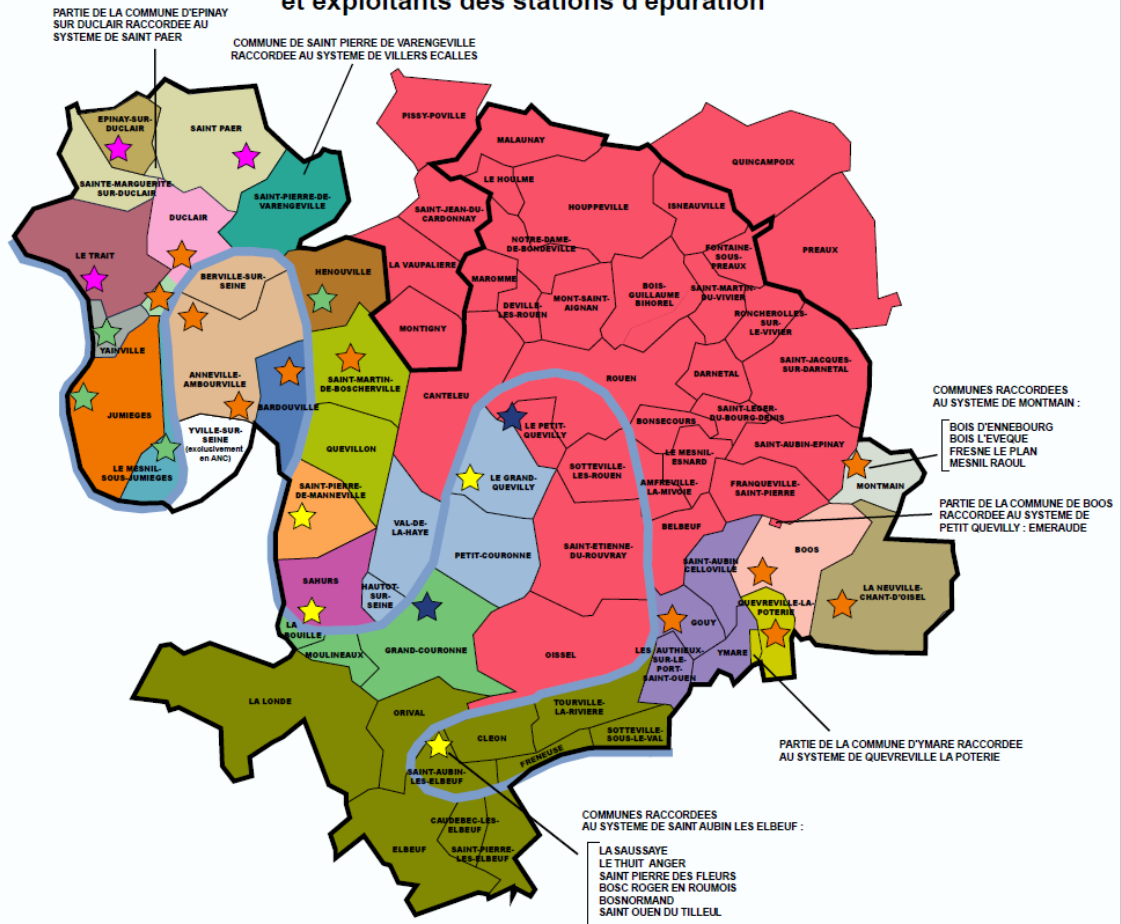 et exploitants des stations d'épuration
PARTIE DE LA COMMUNE D'EPINAY
SUR DUCLAIR RACCORDEE AU
SYSTEME DE SAINT PAER
COMMUNE DE SAINT PIERRE DE VARENGEVILLE
RACCORDEE AU SYSTEME DE VILLERS ECALLES
PISSY-POVILLE
EPINAY-SUR-
DUCLAIR
SAINT PAER
MALAUNAY
QUINCAMPOIX
LE HOULME
SAINTE-MARGUERITE
SUR-DUCLAIR
SAINT-PIERRE-DE-
VARENGEVILLE
HOUPPEVILLE
ISNEAUVILLE
SAINT-JEAN-DU-
CARDONNAY
DUCLAIR
NOTRE-DAME-
DE-BONDEVILLE
FONTAINE-
SOUS-
PREAUX
PREAUX
LE TRAIT
BERVILLE-SUR-
SEINE
HENOUVILLE
LA VAUPALIERE
MAROMME
BOIS-
GUILLAUME
BIHOREL
SAINT-MARTIN
DU-VIVIER
MONT-SAINT-
AIGNAN
DEVILLE-
LES-ROUEN
RONCHEROLLES-
SUR-
LE-VIVIER
MONTIGNY
YAINVILLE
SAINT-JACQUES-
SUR-DARNETAL
ANNEVILLE-
AMBOURVILLE
SAINT-MARTIN-
DE-BOSCHERVILLE
ROUEN
DARNETAL
CANTELEU
BARDOUVILLE
JUMIEGES
SAINT-LEGER-
DU-BOURG-DENIS
BONSECOURS
LE PETIT-
QUEVILLY
YVILLE-SUR-
SEINE
(exclusivement
en ANC)
QUEVILLON
SAINT-AUBIN-EPINAY
LE MESNIL-
ESNARD
LE MESNIL-
SOUS-JUMIEGES
SOTTEVILLE-
LES-ROUEN
COMMUNES RACCORDEES
AU SYSTEME DE MONTMAIN :
BOIS D'ENNEBOURG
BOIS L'EVEQUE
FRESNE LE PLAN
MESNIL RAOUL
SAINT-PIERRE-
DE-MANNEVILLE
LE GRAND-
QUEVILLY
AMFREVILLE-
LA-MIVOIE
FRANQUEVILLE-
SAINT-PIERRE
MONTMAIN
PARTIE DE LA COMMUNE DE BOOS
RACCORDEE AU SYSTEME DE
PETIT QUEVILLY : EMERAUDE
VAL-DE-
LA-HAYE
BELBEUF
SAINT-ETIENNE-
DU-ROUVRAY
PETIT-COURONNE
BOOS
SAINT-AUBIN
CELLOVILLE
SAHURS
HAUTOT-
SUR-
SEINE
LA NEUVILLE-
CHANT-D'OISEL
QUEVREVILLE-LA-
POTERIE
LA
BOUILLE
GOUY
MOULINEAUX
GRAND-COURONNE
OISSEL
LES AUTHIEUX-
SUR-LE-
PORT-
SAINT-OUEN
YMARE
LA LONDE
ORIVAL
TOURVILLE-
LA-RIVIERE
CLEON
SOTTEVILLE-
SOUS-LE-VAL
FRENEUSE
SAINT-AUBIN-
LES-ELBEUF
PARTIE DE LA COMMUNE D'YMARE RACCORDEE
AU SYSTEME DE QUEVREVILLE LA POTERIE
CAUDEBEC-LES-
ELBEUF
ELBEUF
SAINT-PIERRE-
LES-ELBEUF
COMMUNES RACCORDEES
AU SYSTEME DE SAINT AUBIN LES ELBEUF :
LA SAUSSAYE
LE THUIT ANGER
SAINT PIERRE DES FLEURS
BOSC ROGER EN ROUMOIS
BOSNORMAND
SAINT OUEN DU TILLEUL